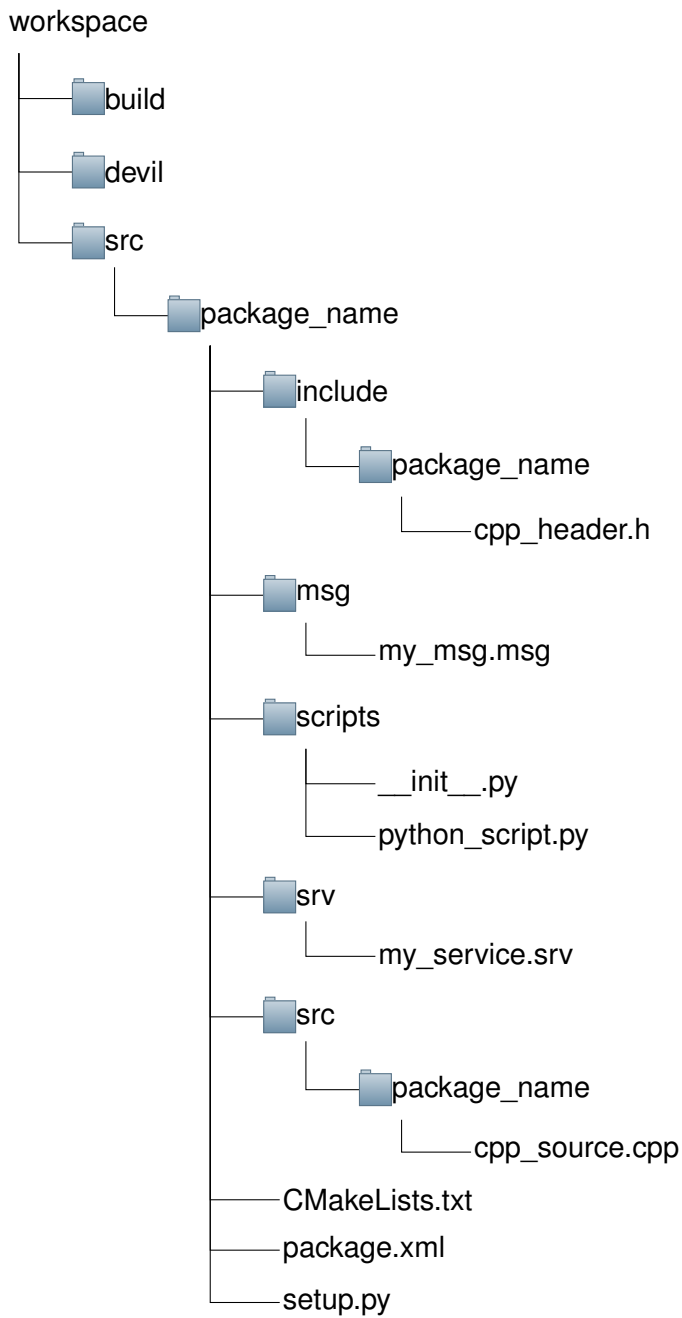 workspace
build
devil
src
package_name
include
package_name
cpp_header.h
msg
my_msg.msg
scripts
__init__.py
python_script.py
srv
my_service.srv
src
package_name
cpp_source.cpp
CMakeLists.txt
package.xml
setup.py